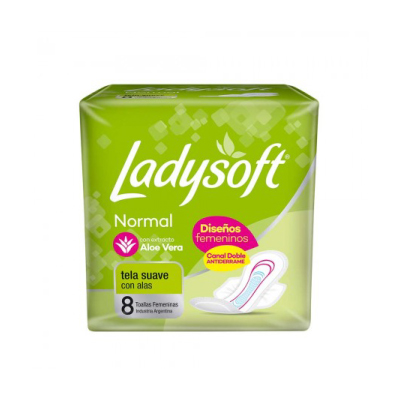 Ladysoft
Normal
con extracto
Aloe Vera
Diseños
femeninos
Canal Doble
ANTIDERRAME
tela suave
con alas
8 Toallas Femeninas
Industria Argentina